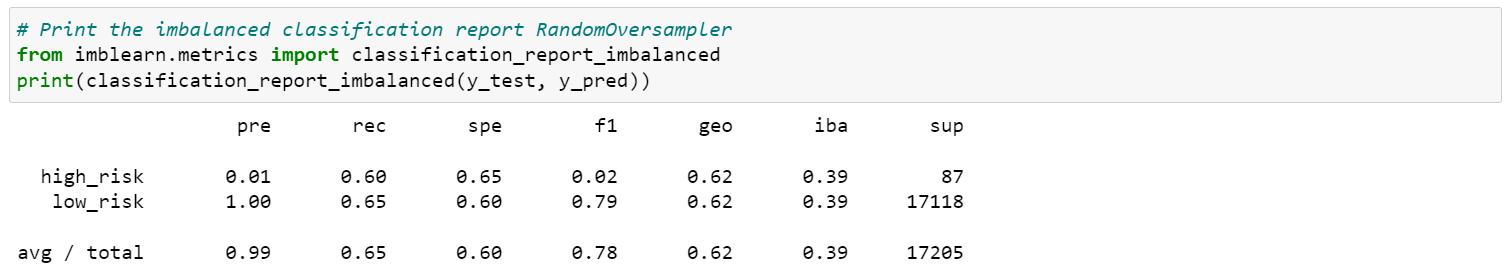 # Print the imbalanced classification report RandomOversampler
from imblearn.metrics import classification_report_imbalanced
print(classification_report_imbalanced(y_test, y_pred))
pre rec spe f1 geo iba sup
high_risk 0.01 0.60 0.65 0.02 0.62 0.39 87
low_risk 1.00 0.65 0.60 0.79 0.62 0.39 17118
avg / total 0.99 0.65 0.60 0.78 0.62 0.39 17205